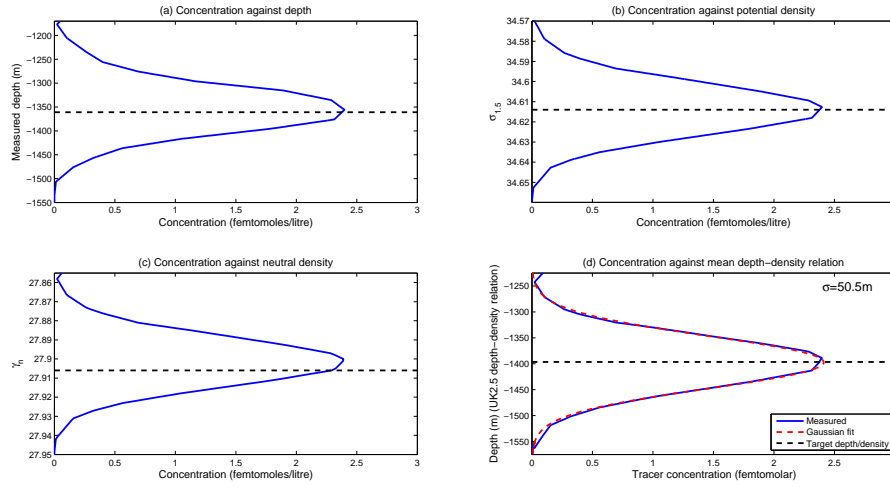 (a) Concentration against depth
Measured depth (m)
−1200
−1250
−1300
−1350
−1400
−1450
−1500
−1550
0 0.5 1 1.5 2 2.5 3
Concentration (femtomoles/litre)
(b) Concentration against potential density
σ1.5
34.57
34.58
34.59
34.6
34.61
34.62
34.63
34.64
34.65
0 0.5 1 1.5 2 2.5
Concentration (femtomoles/litre)
(c) Concentration against neutral density
γn
27.86
27.87
27.88
27.89
27.9
27.91
27.92
27.93
27.94
27.95
0 0.5 1 1.5 2 2.5 3
Concentration (femtomoles/litre)
(d) Concentration against mean depth−density relation
Depth (m) (UK2.5 depth−density relation)
−1250
−1300
−1350
−1400
−1450
−1500
−1550
σ=50.5m
Measured
Gaussian fit
Target depth/density
0 0.5 1 1.5 2 2.5
Tracer concentration (femtomolar)